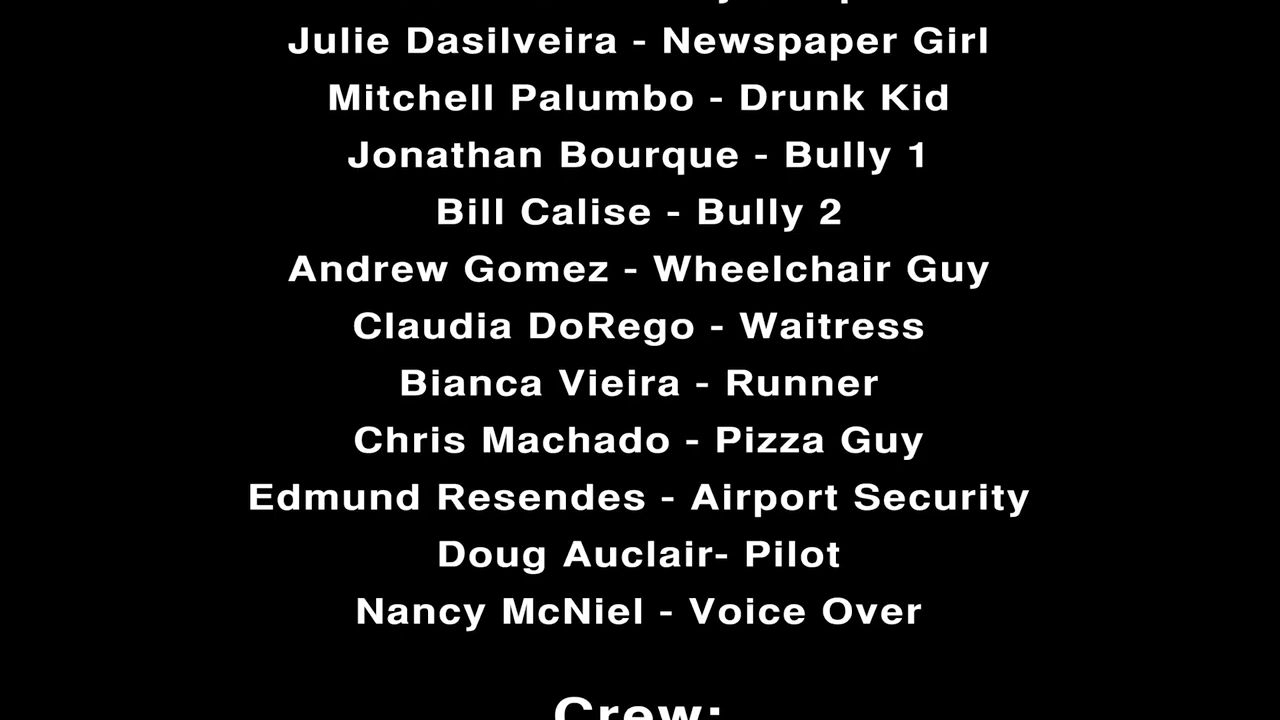 Julie Dasilveira - Newspaper Girl
Mitchell Palumbo - Drunk Kid
Jonathan Bourque - Bully 1
Bill Calise - Bully 2
Andrew Gomez - Wheelchair Guy
Claudia DoRego - Waitress
Bianca Vieira - Runner
Chris Machado - Pizza Guy
Edmund Resendes - Airport Security
Doug Auclair- Pilot
Nancy McNiel - Voice Over
Crew: